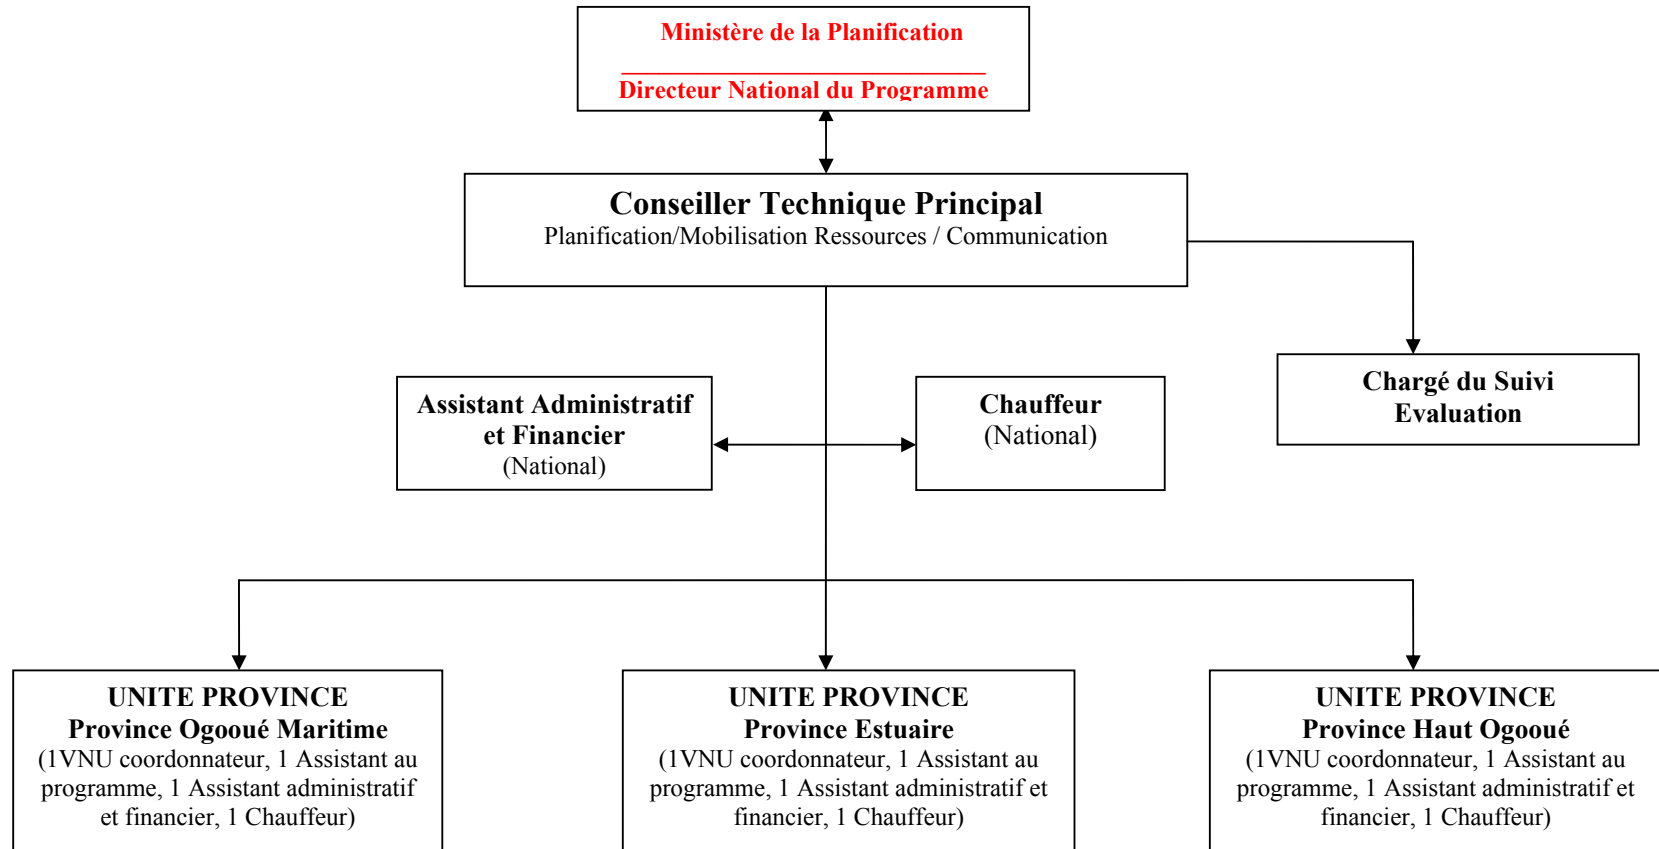 Ministère de la Planification
Directeur National du Programme
Conseiller Technique Principal
Planification/Mobilisation Ressources / Communication
Assistant Administratif
et Financier
(National)
Chauffeur
(National)
Chargé du Suivi
Evaluation
UNITE PROVINCE
Province Ogooué Maritime
(1VNU coordonnateur, 1 Assistant au
programme, 1 Assistant administratif
et financier, 1 Chauffeur)
UNITE PROVINCE
Province Estuaire
(1VNU coordonnateur, 1 Assistant au
programme, 1 Assistant administratif et
financier, 1 Chauffeur)
UNITE PROVINCE
Province Haut Ogooué
(1VNU coordonnateur, 1 Assistant au
programme, 1 Assistant administratif et
financier, 1 Chauffeur)